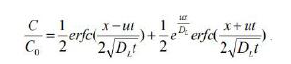 C/C₀ = 1/2 erfc((x-ut)/(2√(D_L t))) + 1/2 e^(ux/D_L) erfc((x+ut)/(2√(D_L t))).